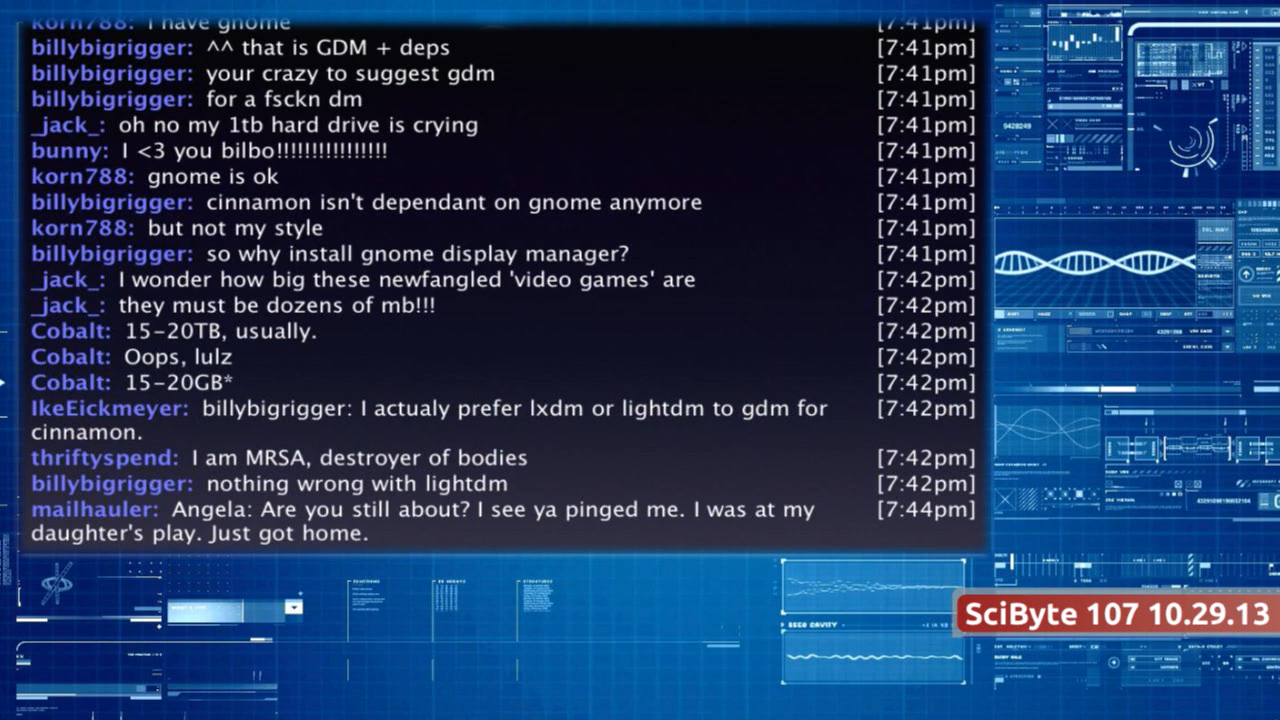 korn788: I have gnome
billybigrigger: ^^ that is GDM + deps [7:41pm]
billybigrigger: your crazy to suggest gdm [7:41pm]
billybigrigger: for a fsckn dm [7:41pm]
_jack_: oh no my 1tb hard drive is crying [7:41pm]
bunny: I <3 you bilbo!!!!!!!!!!!!!!! [7:41pm]
korn788: gnome is ok [7:41pm]
billybigrigger: cinnamon isn't dependant on gnome anymore [7:41pm]
korn788: but not my style [7:41pm]
billybigrigger: so why install gnome display manager? [7:41pm]
_jack_: I wonder how big these newfangled 'video games' are [7:42pm]
_jack_: they must be dozens of mb!!! [7:42pm]
Cobalt: 15-20TB, usually. [7:42pm]
Cobalt: Oops, lulz [7:42pm]
Cobalt: 15-20GB* [7:42pm]
IkeEickmeyer: billybigrigger: I actualy prefer lxdm or lightdm to gdm for [7:42pm]
cinnamon.
thriftyspend: I am MRSA, destroyer of bodies [7:42pm]
billybigrigger: nothing wrong with lightdm [7:42pm]
mailhauler: Angela: Are you still about? I see ya pinged me. I was at my [7:44pm]
daughter's play. Just got home.
SciByte 107 10.29.13
9428249